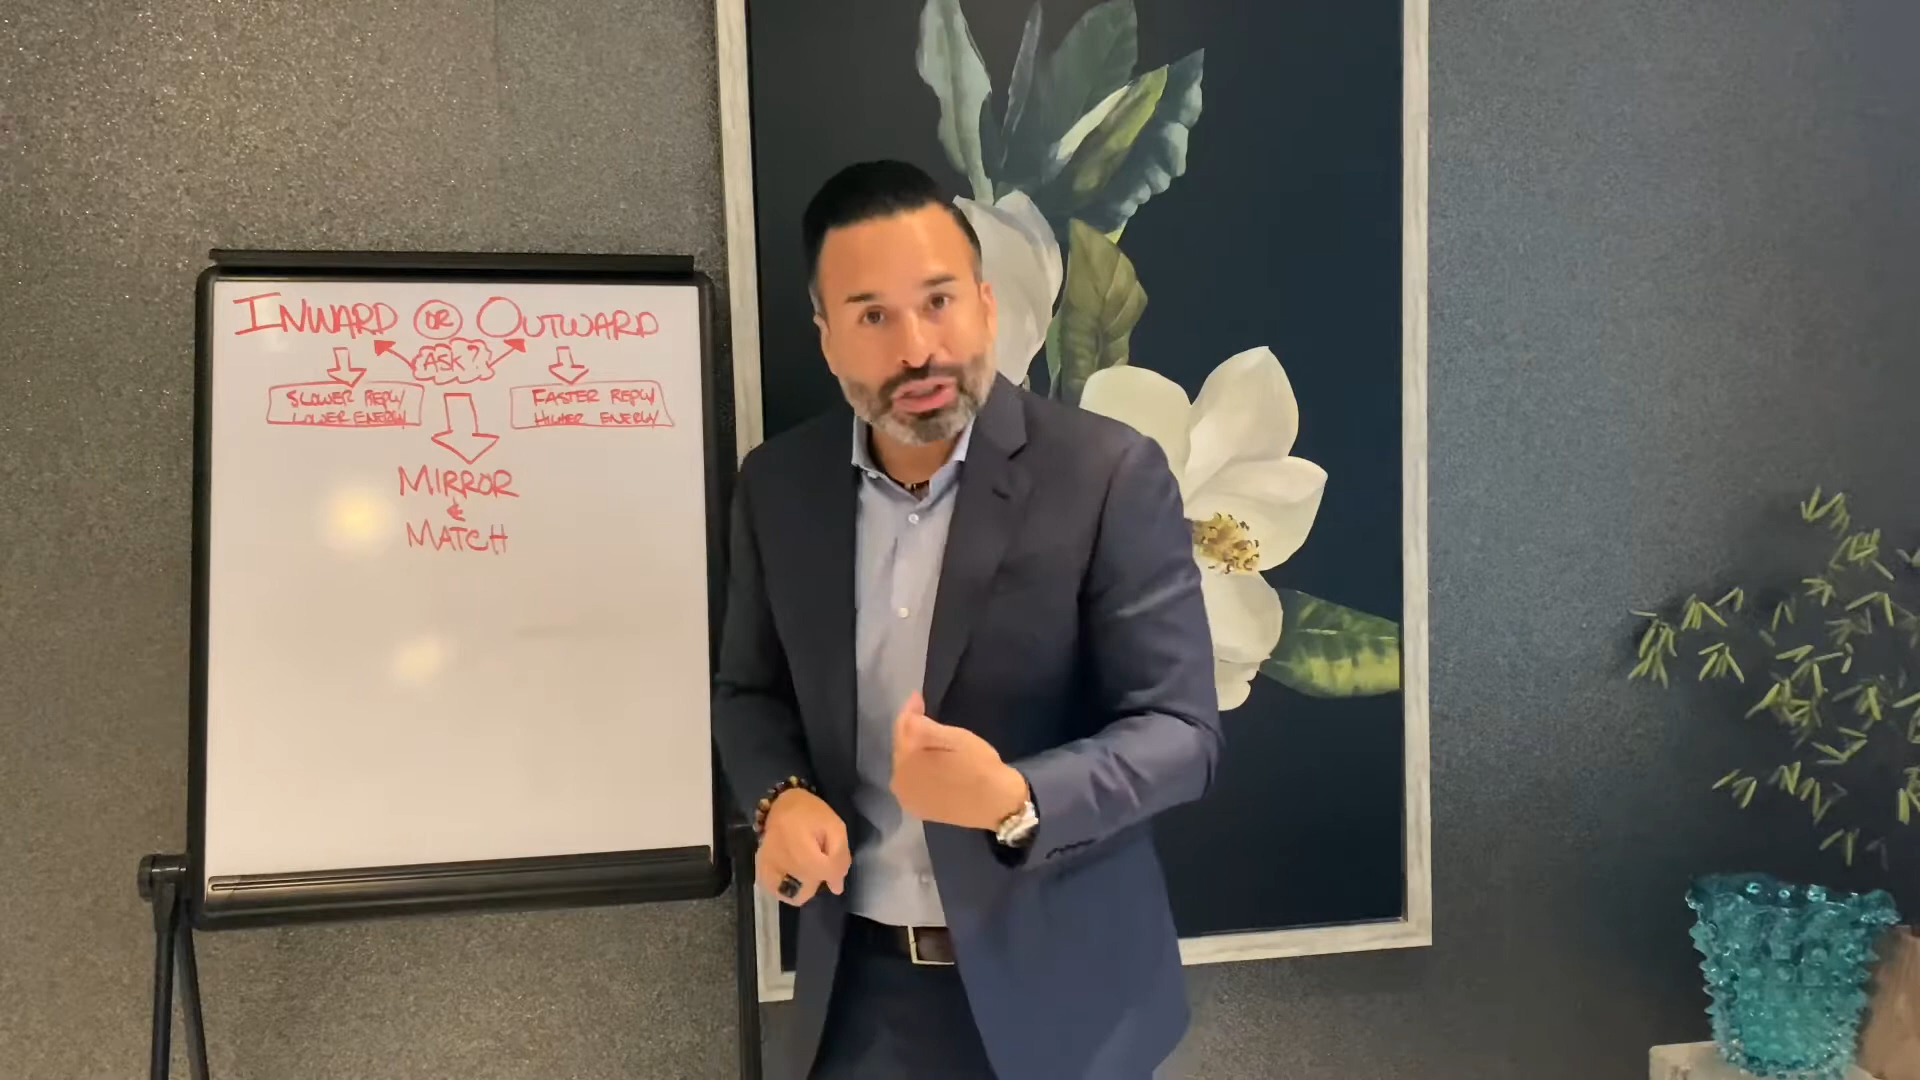 INWARD OR OUTWARD
ASK?
SLOWER REPLY/
LOWER ENERGY
FASTER REPLY/
HIGHER ENERGY
MIRROR
&
MATCH